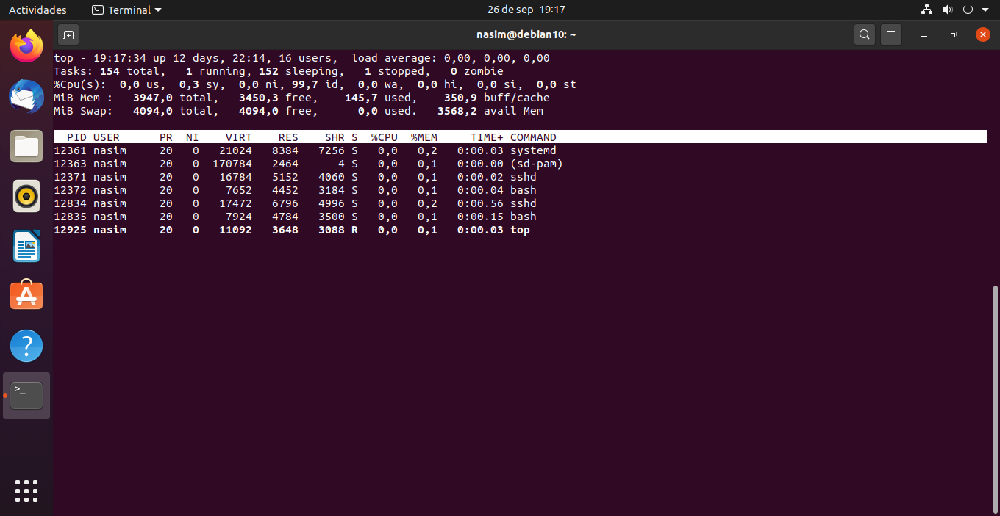 Actividades Terminal 26 de sep 19:17
nasim@debian10: ~
top - 19:17:34 up 12 days, 22:14, 16 users,  load average: 0,00, 0,00, 0,00
Tasks: 154 total,   1 running, 152 sleeping,   1 stopped,   0 zombie
%Cpu(s):  0,0 us,  0,3 sy,  0,0 ni, 99,7 id,  0,0 wa,  0,0 hi,  0,0 si,  0,0 st
MiB Mem :   3947,0 total,   3450,3 free,    145,7 used,    350,9 buff/cache
MiB Swap:   4094,0 total,   4094,0 free,      0,0 used.   3568,2 avail Mem
  PID USER      PR  NI    VIRT    RES    SHR S  %CPU  %MEM     TIME+ COMMAND
12361 nasim     20   0   21024   8384   7256 S   0,0   0,2   0:00.03 systemd
12363 nasim     20   0  170784   2464      4 S   0,0   0,1   0:00.00 (sd-pam)
12371 nasim     20   0   16784   5152   4060 S   0,0   0,1   0:00.02 sshd
12372 nasim     20   0    7652   4452   3184 S   0,0   0,1   0:00.04 bash
12834 nasim     20   0   17472   6796   4996 S   0,0   0,2   0:00.56 sshd
12835 nasim     20   0    7924   4784   3500 S   0,0   0,1   0:00.15 bash
12925 nasim     20   0   11092   3648   3088 R   0,0   0,1   0:00.03 top